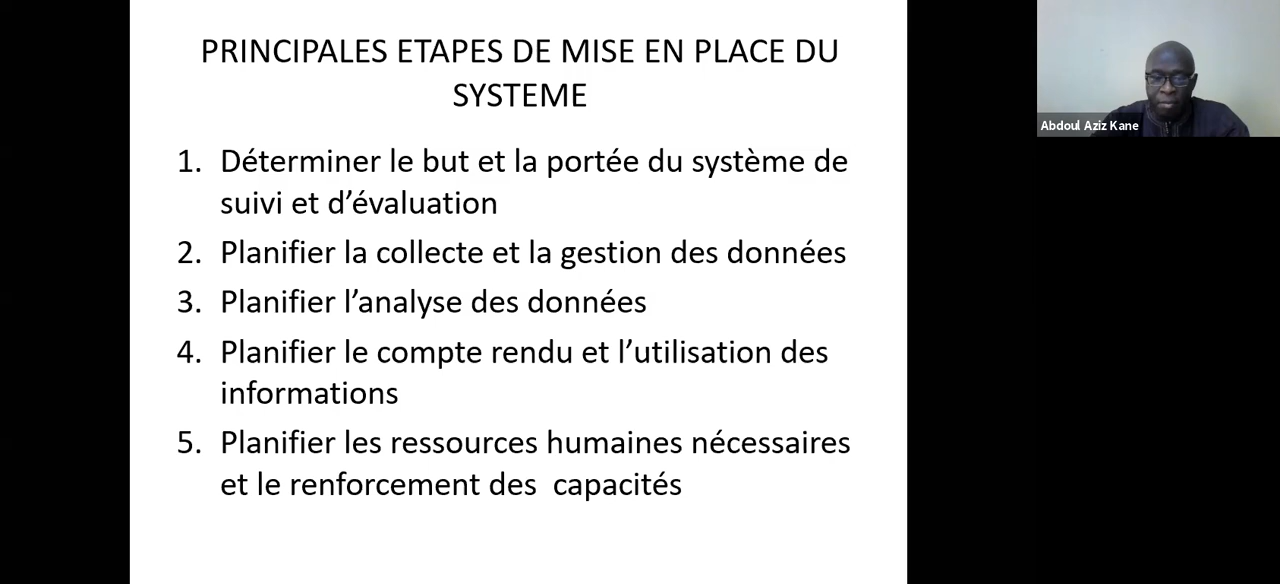 PRINCIPALES ETAPES DE MISE EN PLACE DU
SYSTEME
1. Déterminer le but et la portée du système de
suivi et d’évaluation
2. Planifier la collecte et la gestion des données
3. Planifier l’analyse des données
4. Planifier le compte rendu et l’utilisation des
informations
5. Planifier les ressources humaines nécessaires
et le renforcement des  capacités
Abdoul Aziz Kane